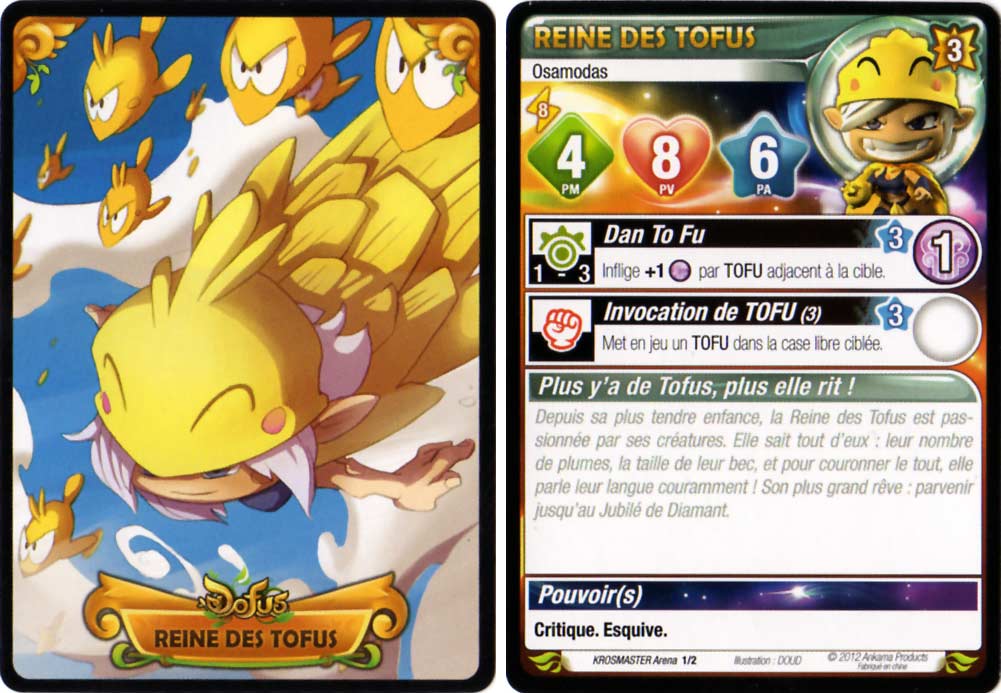 Dofus
REINE DES TOFUS
REINE DES TOFUS
3
Osamodas
8
4
PM
8
PV
6
PA
Dan To Fu
3
1
1 - 3
Inflige +1 par TOFU adjacent à la cible.
Invocation de TOFU (3)
3
Met en jeu un TOFU dans la case libre ciblée.
Plus y'a de Tofus, plus elle rit !
Depuis sa plus tendre enfance, la Reine des Tofus est pas-
sionnée par ses créatures. Elle sait tout d'eux : leur nombre
de plumes, la taille de leur bec, et pour couronner le tout, elle
parle leur langue couramment ! Son plus grand rêve : parvenir
jusqu'au Jubilé de Diamant.
Pouvoir(s)
Critique. Esquive.
KROSMASTER Arena 1/2
Illustration : DOUD
© 2012 Ankama Products
Fabriqué en chine